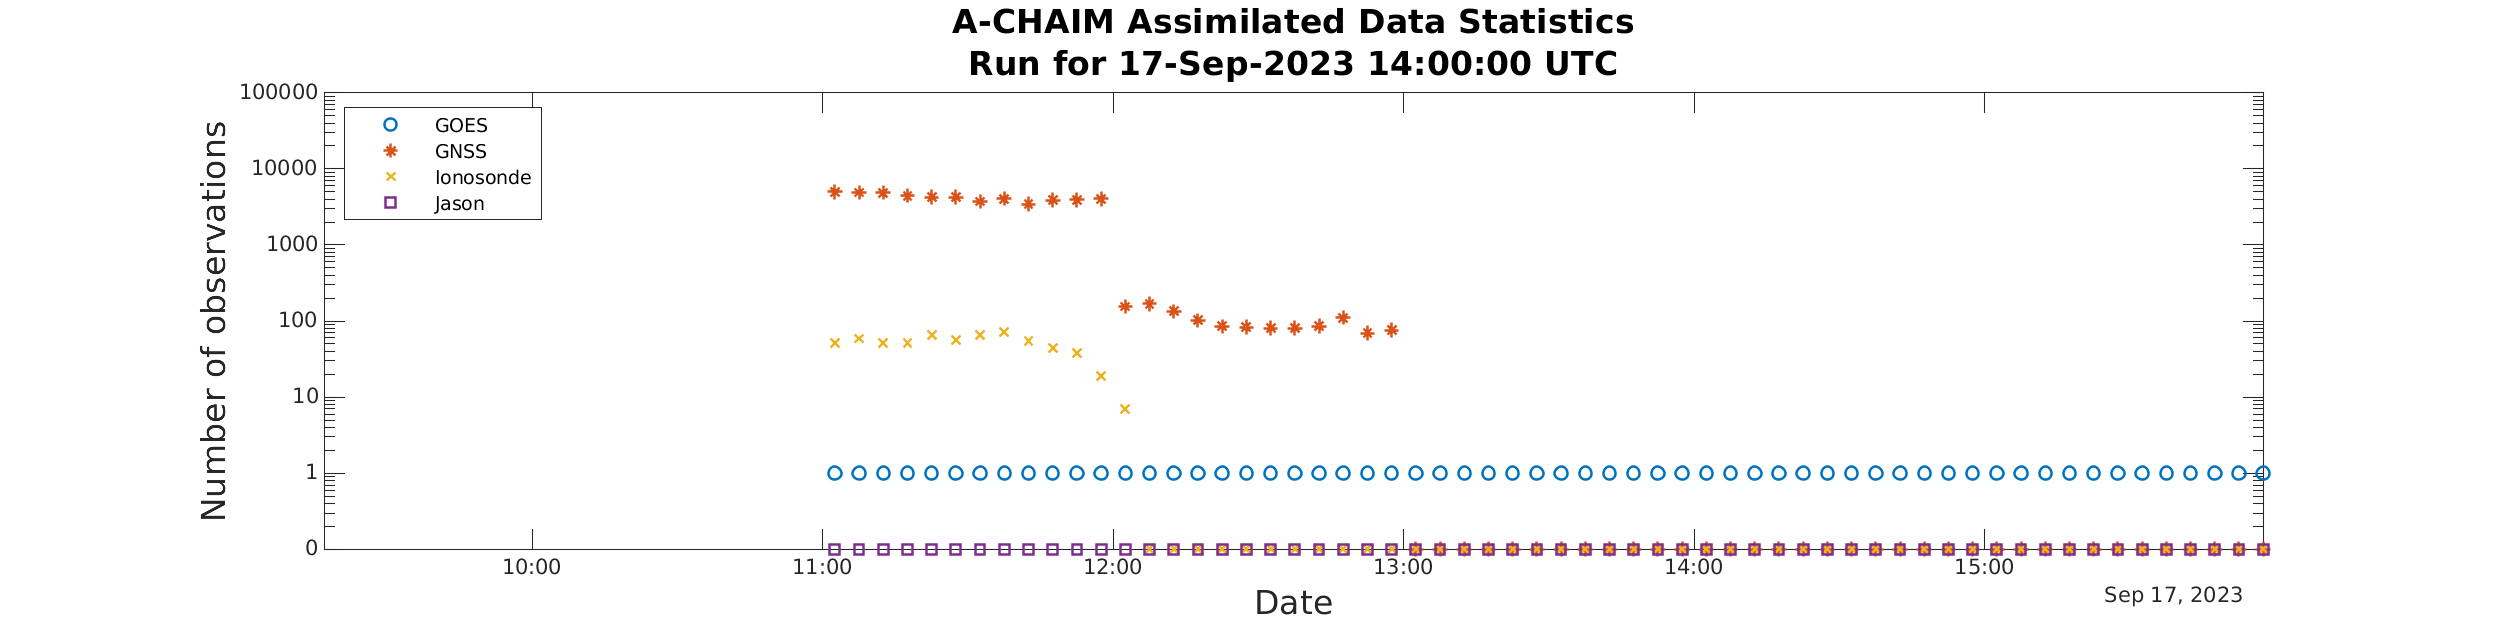 A-CHAIM Assimilated Data Statistics
Run for 17-Sep-2023 14:00:00 UTC
Number of observations
100000
10000
1000
100
10
1
0
GOES
GNSS
Ionosonde
Jason
10:00
11:00
12:00
13:00
14:00
15:00
Date
Sep 17, 2023